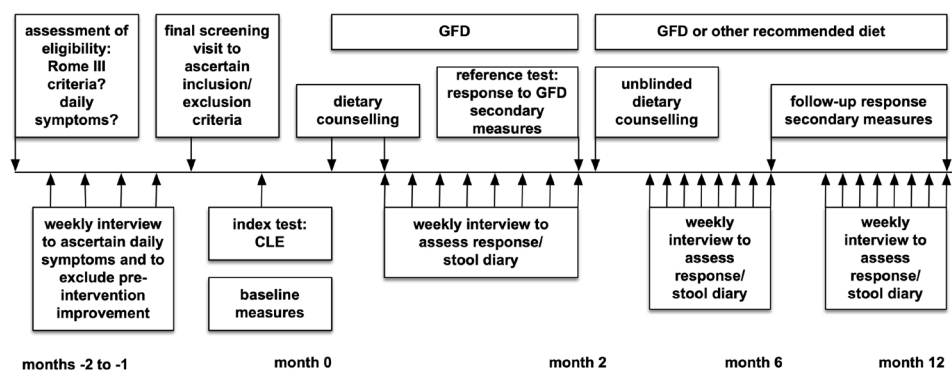 assessment of
eligibility:
Rome III
criteria?
daily
symptoms?
final screening
visit to
ascertain
inclusion/
exclusion
criteria
GFD
GFD or other recommended diet
dietary
counselling
reference test:
response to GFD
secondary
measures
unblinded
dietary
counselling
follow-up response
secondary measures
weekly interview
to ascertain daily
symptoms and to
exclude pre-
intervention
improvement
index test:
CLE
baseline
measures
weekly interview to
assess response/
stool diary
weekly
interview to
assess
response/
stool diary
weekly
interview to
assess
response/
stool diary
months -2 to -1
month 0
month 2
month 6
month 12